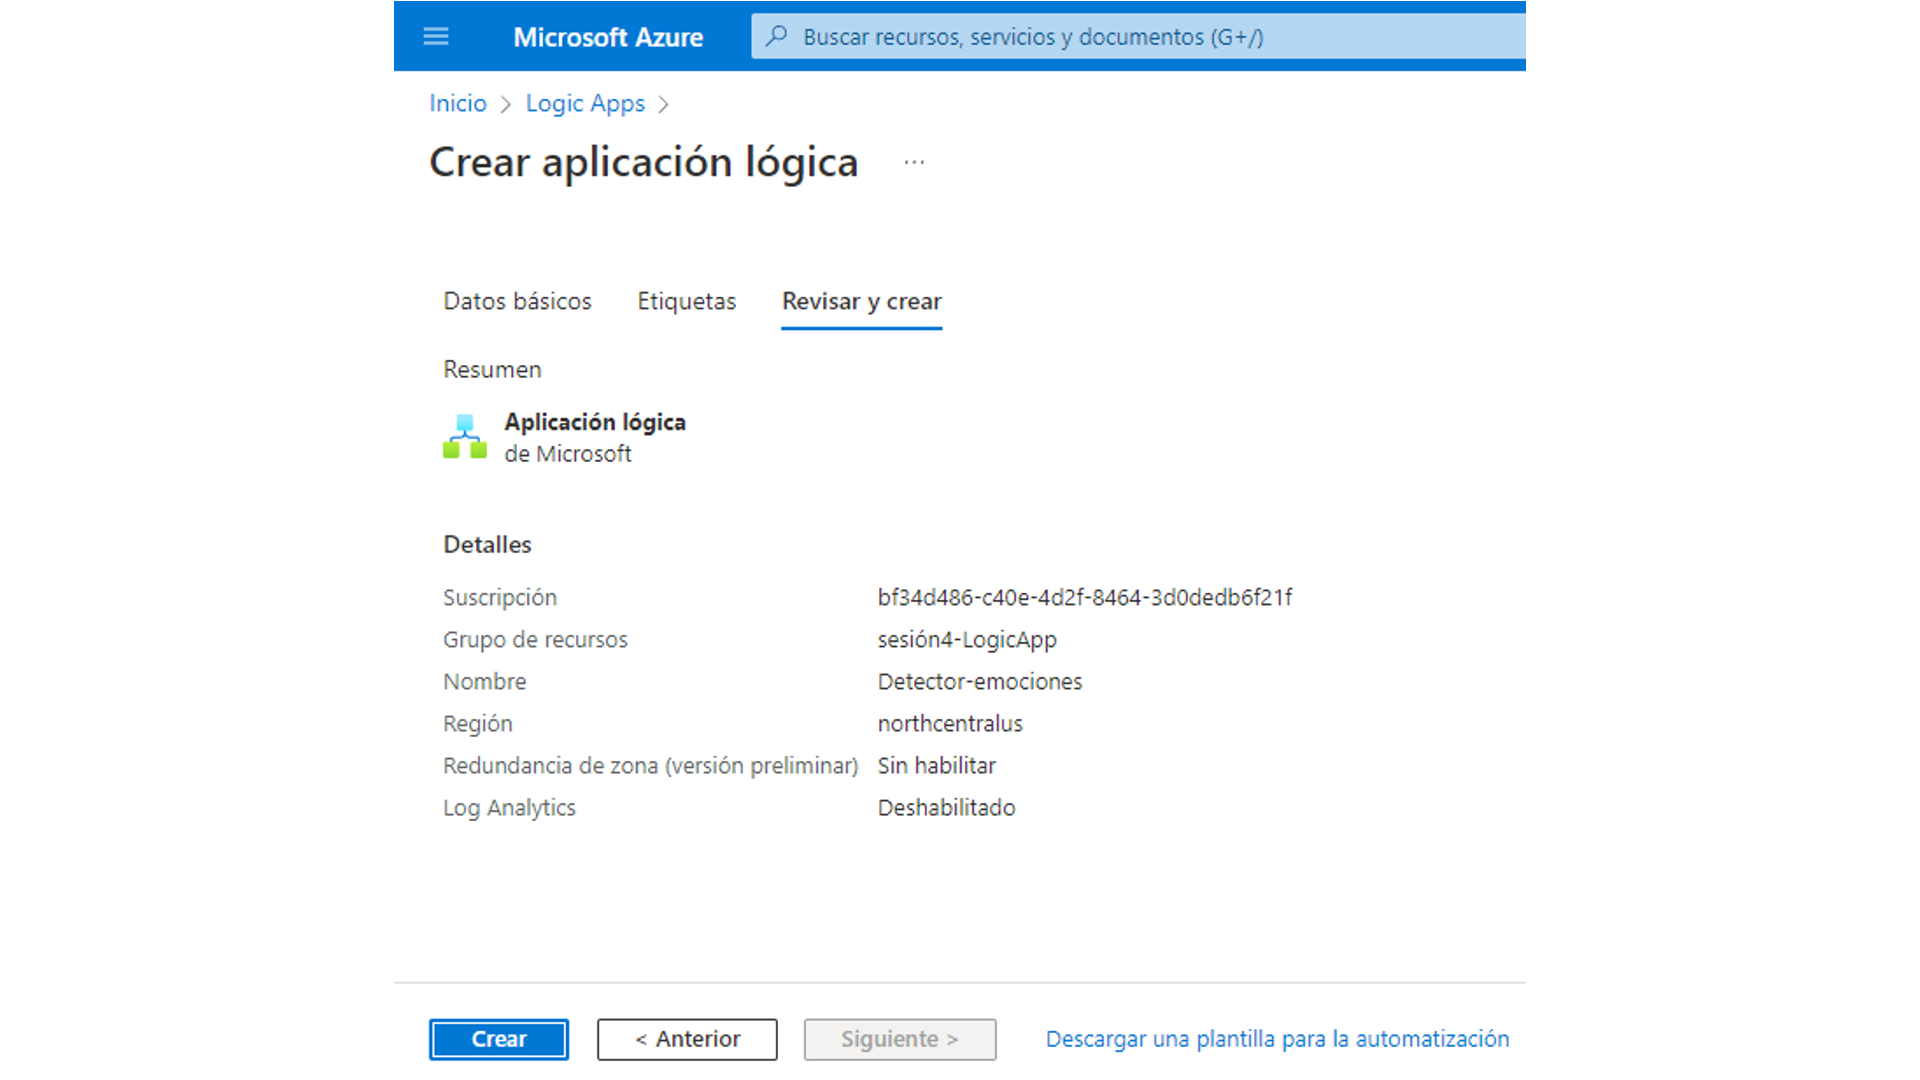 Microsoft Azure
Buscar recursos, servicios y documentos (G+/)
Inicio > Logic Apps >
Crear aplicación lógica ...
Datos básicos Etiquetas Revisar y crear
Resumen
Aplicación lógica
de Microsoft
Detalles
Suscripción bf34d486-c40e-4d2f-8464-3d0dedb6f21f
Grupo de recursos sesión4-LogicApp
Nombre Detector-emociones
Región northcentralus
Redundancia de zona (versión preliminar) Sin habilitar
Log Analytics Deshabilitado
Crear < Anterior Siguiente > Descargar una plantilla para la automatización